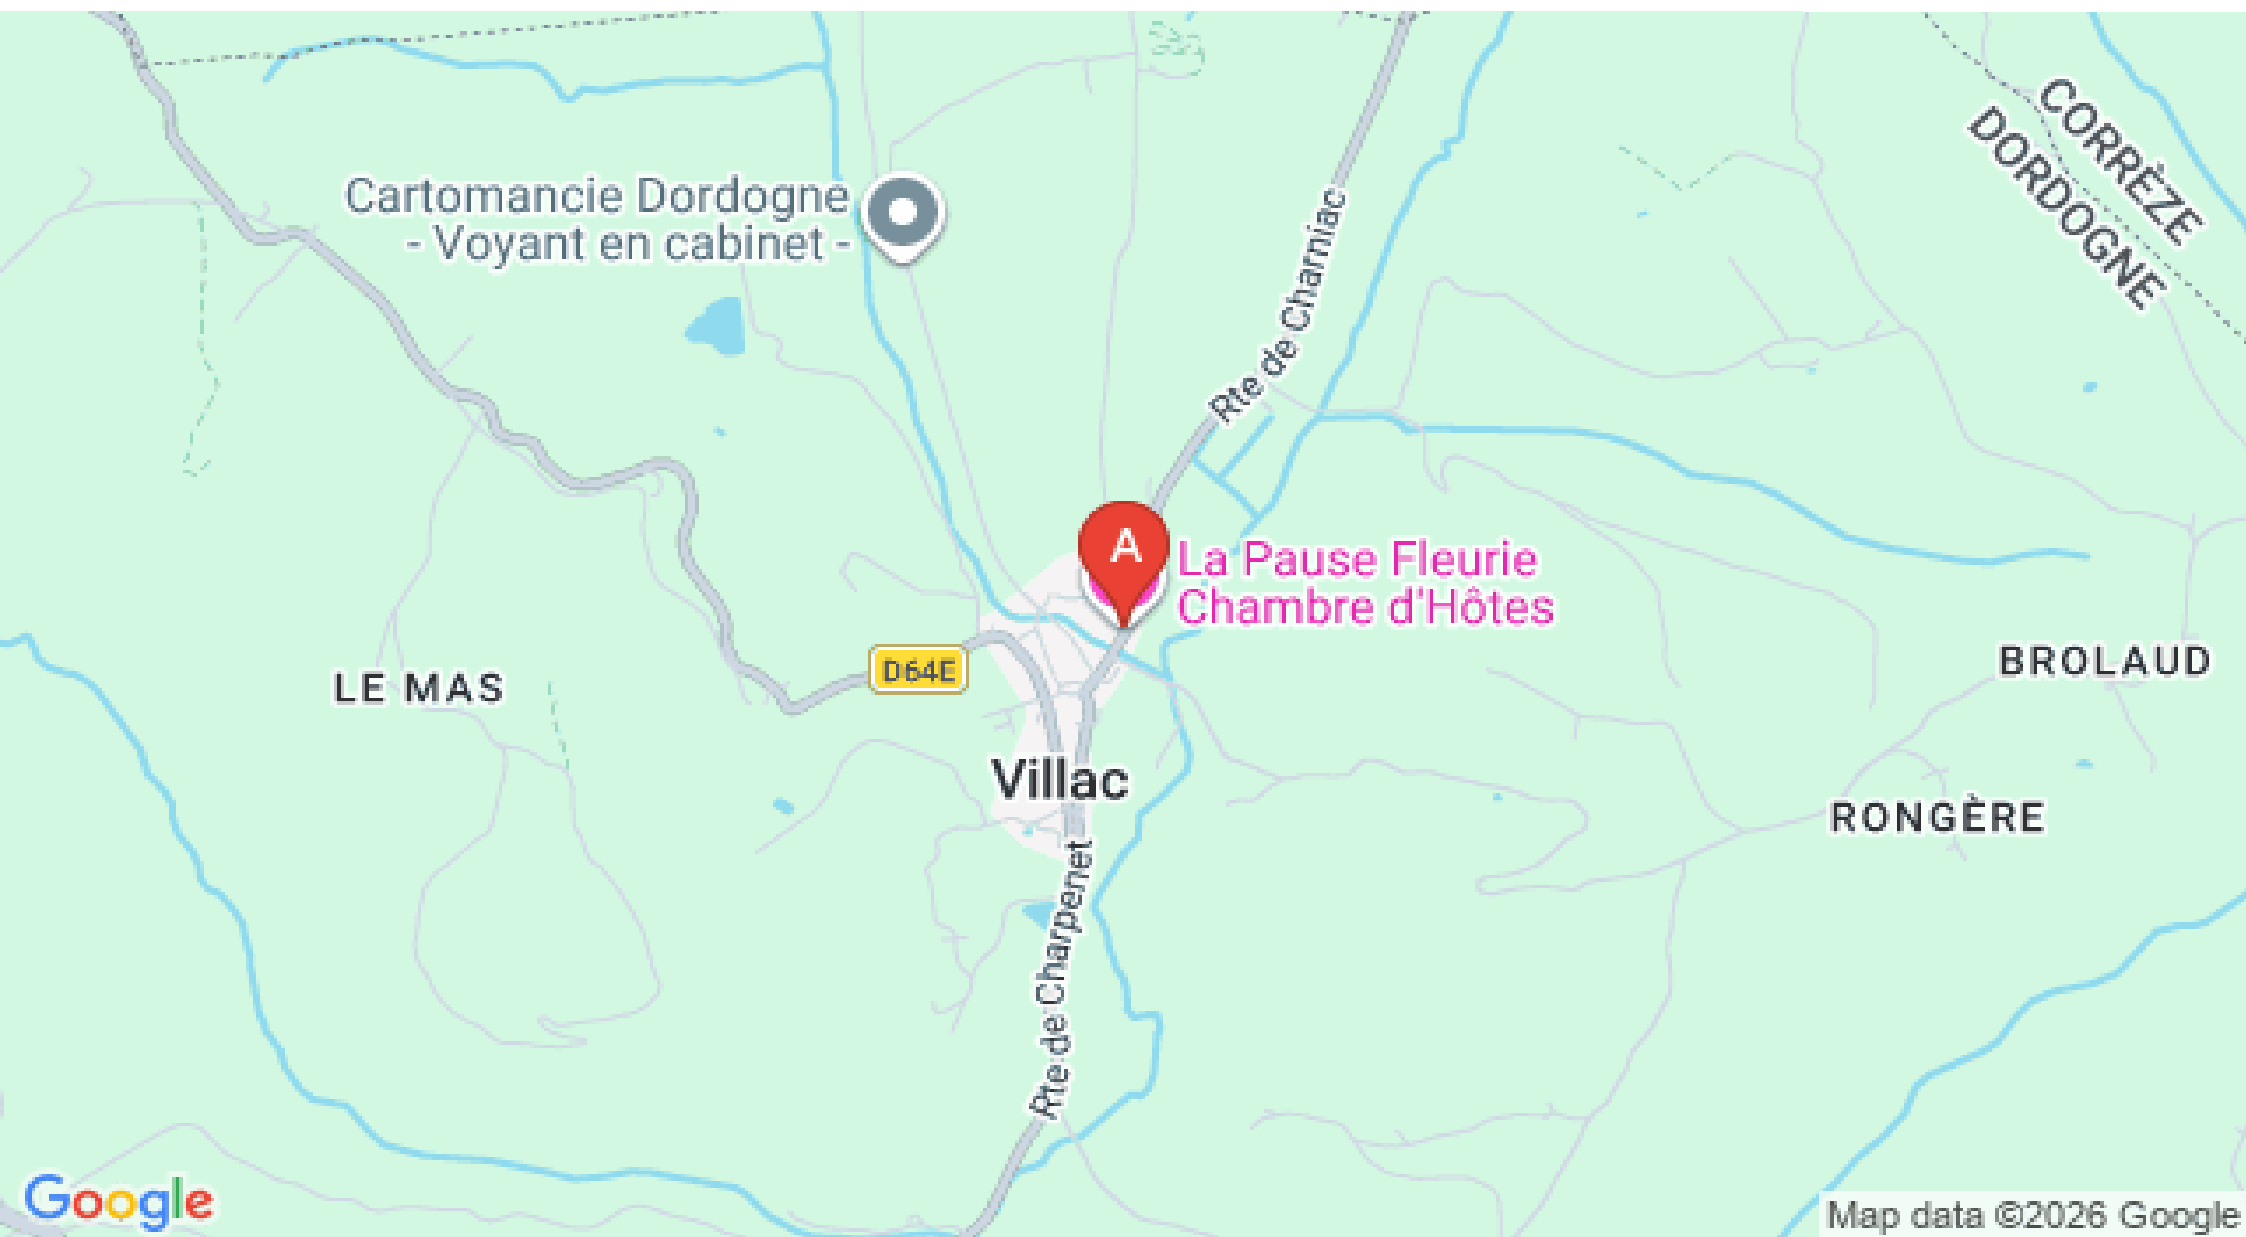 CORRÈZE
DORDOGNE
Cartomancie Dordogne
- Voyant en cabinet -
Rte de Charniac
A
La Pause Fleurie
Chambre d'Hôtes
D64E
LE MAS
BROLAUD
Villac
RONGÈRE
Rte de Charpenet
Google
Map data ©2026 Google